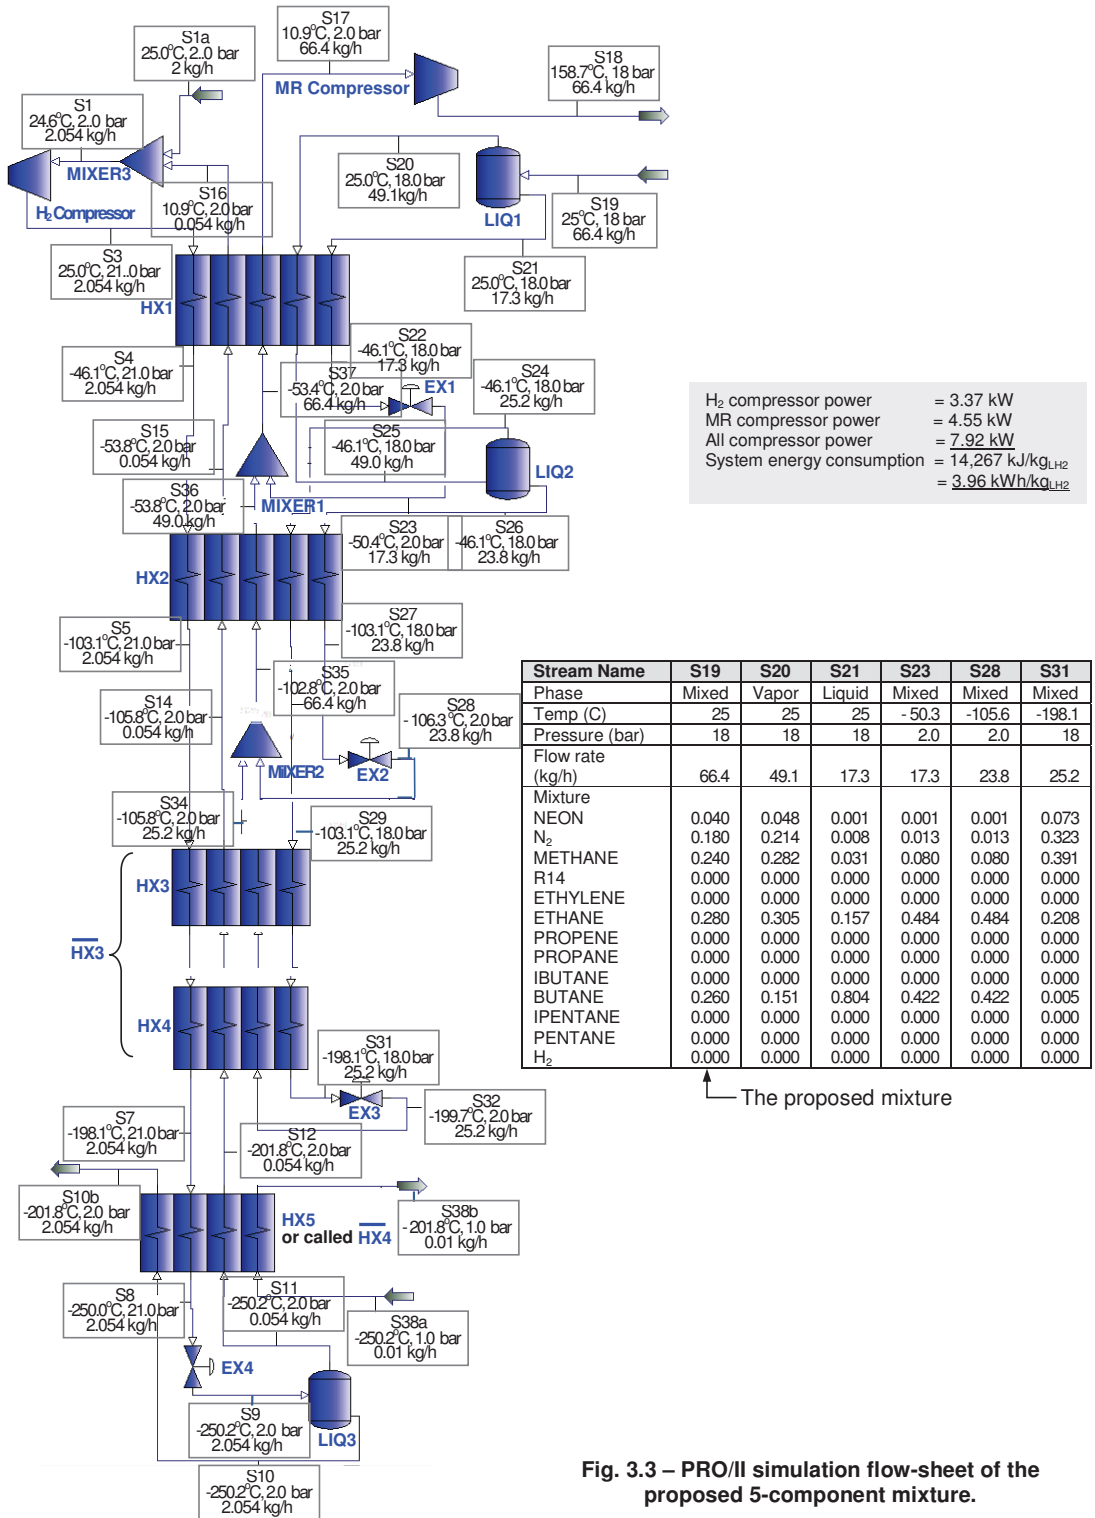 S17
10.9°C, 2.0 bar
66.4 kg/h
S1a
25.0°C, 2..0 bar
2 kg/h
S18
158.7°C, 18 bar
66.4 kg/h
MR Compressor
S1
24.6°C, 2..0 bar
2.054 kg/h
MIXER3
S20
25.0°C, 18.0 bar
49.1kg/h
S16
10.9°C, 2.0 bar
0.054 kg/h
H2 Compressor
LIQ1
S19
25°C, 18 bar
66.4 kg/h
S3
25.0°C, 21..0 bar
2.054 kg/h
S21
25.0°C, 18.0 bar
17.3 kg/h
HX1
S22
-46.1°C, 18.0 bar
17.3 kg/h
S4
-46.1°C, 21.0 bar
2.054 kg/h
S37
-53.4°C, 2.0 bar
66.4 kg/h
EX1
S24
-46.1°C, 18.0 bar
25.2 kg/h
H2 compressor power = 3.37 kW
MR compressor power = 4.55 kW
All compressor power = 7.92 kW
System energy consumption = 14,267 kJ/kgLH2
= 3.96 kWh/kgLH2
S15
-53.8°C, 2.0 bar
0.054 kg/h
S25
-46.1°C, 18.0 bar
49.0 kg/h
LIQ2
S36
-53.8°C, 2.0 bar
49.0 kg/h
MIXER1
S23
-50.4°C, 2.0 bar
17.3 kg/h
S26
-46.1°C, 18.0 bar
23.8 kg/h
HX2
S27
-103.1°C, 18.0 bar
23.8 kg/h
S5
-103.1°C, 21.0 bar
2.054 kg/h
S35
-102.8°C, 2.0 bar
66.4 kg/h
S14
-105.8°C, 2.0 bar
0.054 kg/h
S28
- 106.3°C, 2.0 bar
23.8 kg/h
MIXER2
EX2
S34
-105.8°C, 2.0 bar
25.2 kg/h
S29
-103.1°C, 18.0 bar
25.2 kg/h
HX3
HX3
HX4
Stream Name S19 S20 S21 S23 S28 S31
Phase Mixed Vapor Liquid Mixed Mixed Mixed
Temp (C) 25 25 25 - 50.3 -105.6 -198.1
Pressure (bar) 18 18 18 2.0 2.0 18
Flow rate
(kg/h) 66.4 49.1 17.3 17.3 23.8 25.2
Mixture
NEON 0.040 0.048 0.001 0.001 0.001 0.073
N2 0.180 0.214 0.008 0.013 0.013 0.323
METHANE 0.240 0.282 0.031 0.080 0.080 0.391
R14 0.000 0.000 0.000 0.000 0.000 0.000
ETHYLENE 0.000 0.000 0.000 0.000 0.000 0.000
ETHANE 0.280 0.305 0.157 0.484 0.484 0.208
PROPENE 0.000 0.000 0.000 0.000 0.000 0.000
PROPANE 0.000 0.000 0.000 0.000 0.000 0.000
IBUTANE 0.000 0.000 0.000 0.000 0.000 0.000
BUTANE 0.260 0.151 0.804 0.422 0.422 0.005
IPENTANE 0.000 0.000 0.000 0.000 0.000 0.000
PENTANE 0.000 0.000 0.000 0.000 0.000 0.000
H2 0.000 0.000 0.000 0.000 0.000 0.000
The proposed mixture
S31
-198.1°C, 18.0 bar
25.2 kg/h
EX3
S32
-199.7°C, 2.0 bar
25.2 kg/h
S7
-198.1°C, 21.0 bar
2.054 kg/h
S12
-201.8°C, 2.0 bar
0.054 kg/h
S10b
-201.8°C, 2.0 bar
2.054 kg/h
HX5
or called HX4
S38b
- 201.8°C, 1.0 bar
0.01 kg/h
S8
-250.0°C, 21.0 bar
2.054 kg/h
S11
-250.2°C, 2.0 bar
0.054 kg/h
S38a
-250.2°C, 1.0 bar
0.01 kg/h
EX4
S9
-250.2°C, 2.0 bar
2.054 kg/h
LIQ3
S10
-250.2°C, 2.0 bar
2.054 kg/h
Fig. 3.3 – PRO/II simulation flow-sheet of the
proposed 5-component mixture.